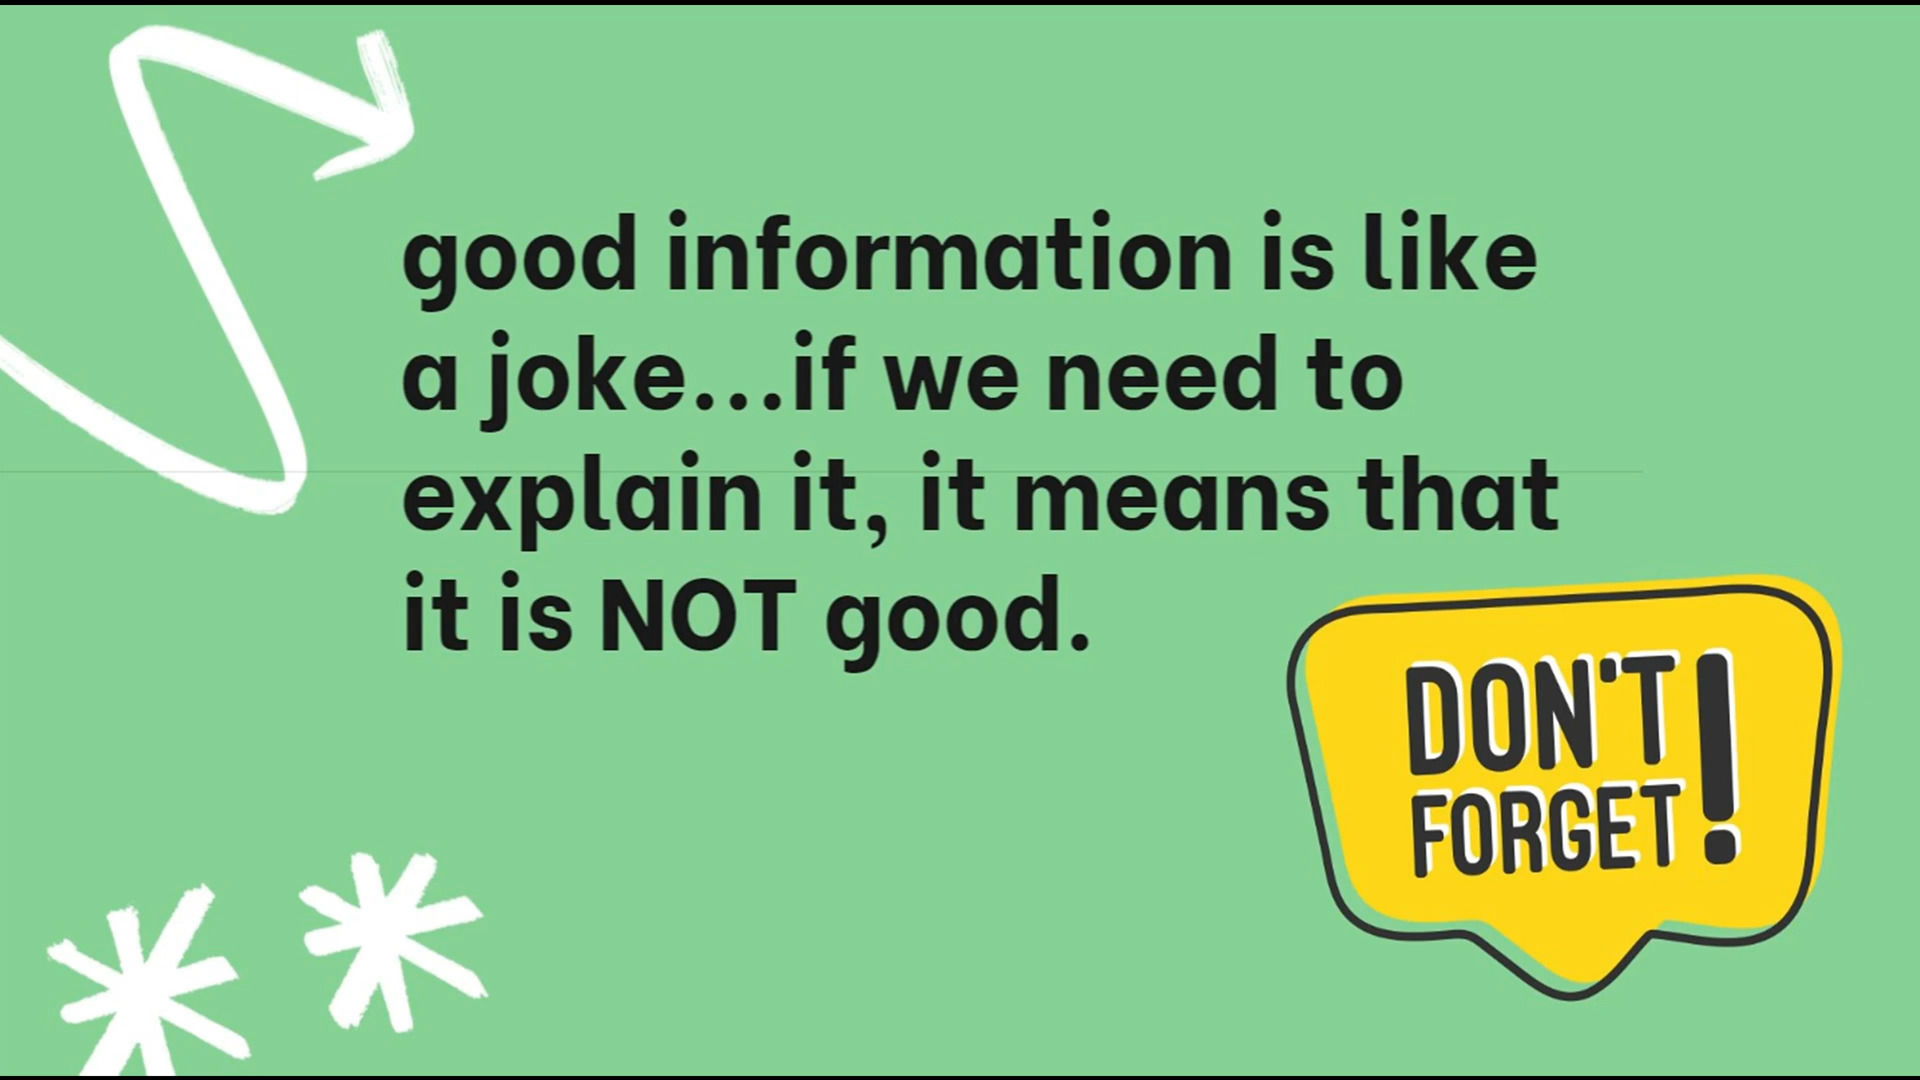 good information is like
a joke...if we need to
explain it, it means that
it is NOT good.
DON'T
FORGET!